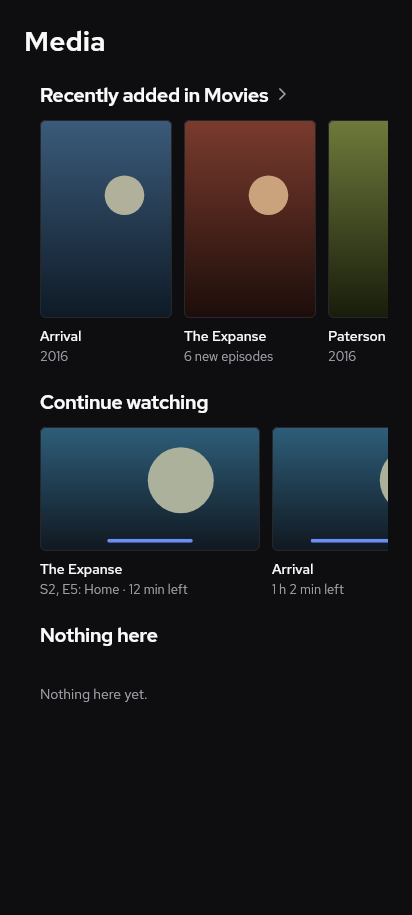 Media
Recently added in Movies
Arrival
2016
The Expanse
6 new episodes
Paterson
2016
Continue watching
The Expanse
S2, E5: Home · 12 min left
Arrival
1 h 2 min left
Nothing here
Nothing here yet.